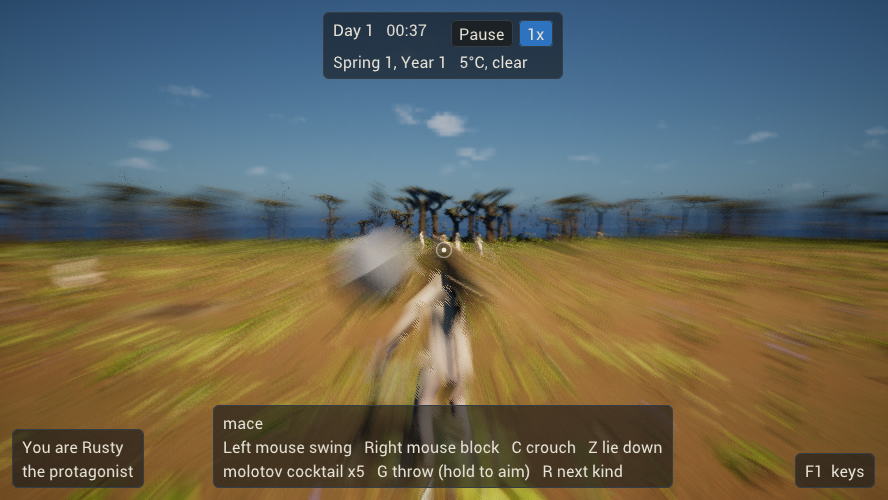 Day 1 00:37 Pause 1x
Spring 1, Year 1 5°C, clear
mace
Left mouse swing Right mouse block C crouch Z lie down
molotov cocktail x5 G throw (hold to aim) R next kind
You are Rusty
the protagonist
F1 keys